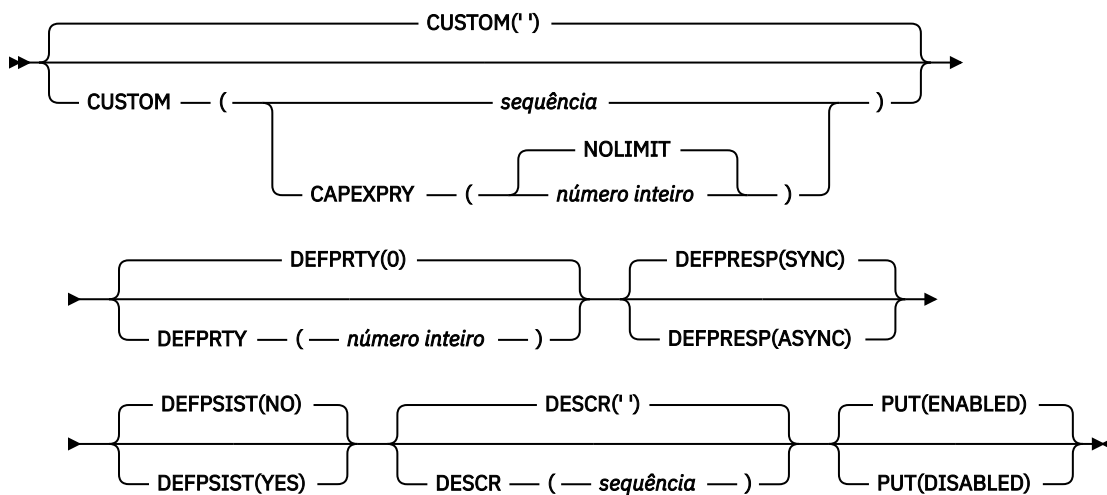 CUSTOM(' ')
CUSTOM ( sequência )
NOLIMIT
CAPEXPRY ( número inteiro )
DEFPRTY(0) DEFPRESP(SYNC)
DEFPRTY ( número inteiro ) DEFPRESP(ASYNC)
DEFPSIST(NO) DESCR(' ') PUT(ENABLED)
DEFPSIST(YES) DESCR ( sequência ) PUT(DISABLED)